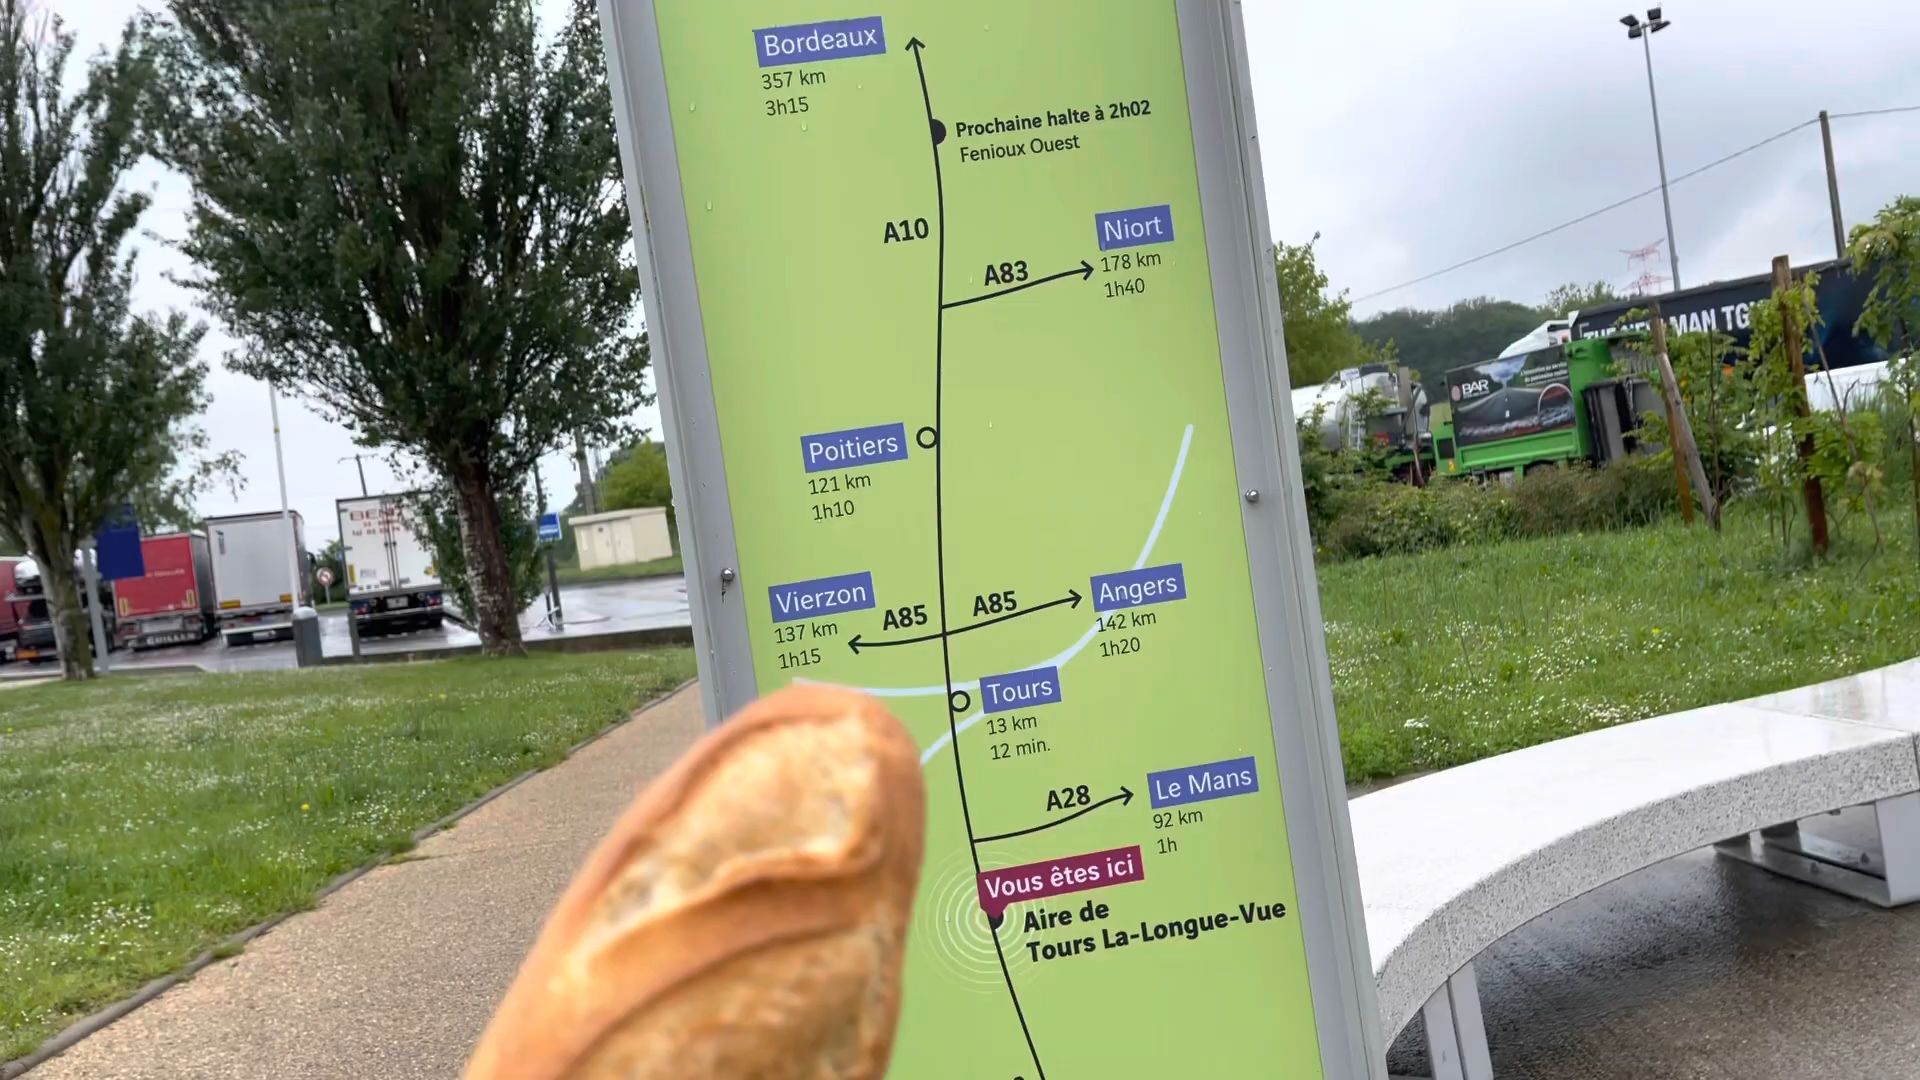 Bordeaux
357 km
3h15
Prochaine halte à 2h02
Fenioux Ouest
A10
Niort
178 km
1h40
A83
Poitiers
121 km
1h10
Vierzon
137 km
1h15
A85
A85
Angers
142 km
1h20
Tours
13 km
12 min.
A28
Le Mans
92 km
1h
Vous êtes ici
Aire de
Tours La-Longue-Vue
MAN TG
BAR